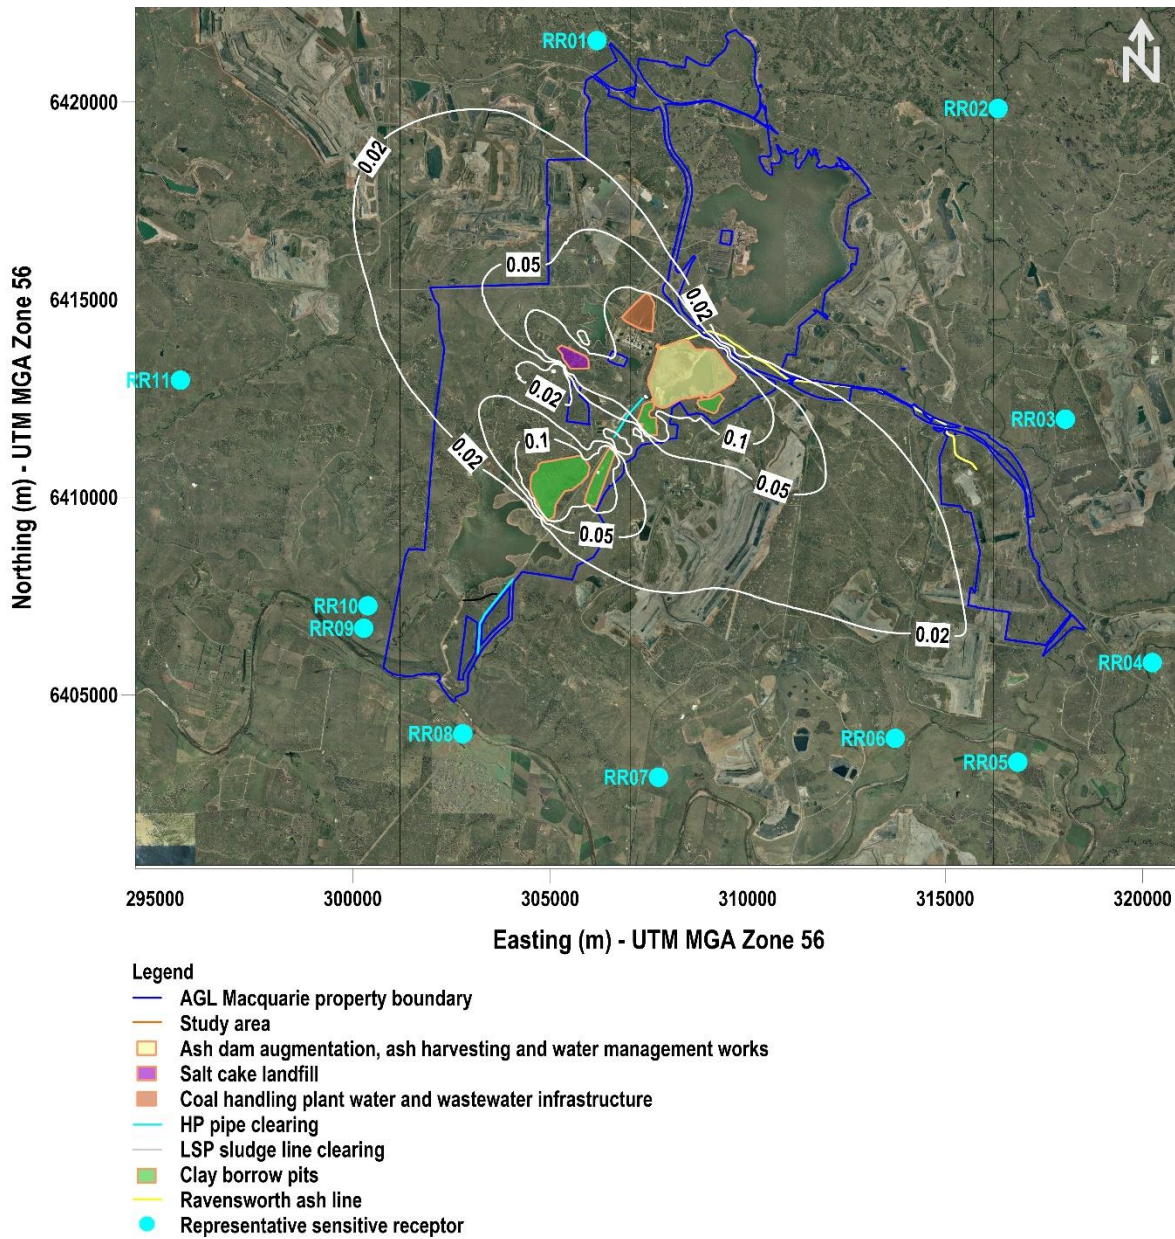 RR01
N
6420000
RR02
0.02
0.05
6415000
0.02
RR11
0.02
RR03
0.1
0.1
0.02
0.05
6410000
0.05
RR10
RR09
0.02
RR04
6405000
RR08
RR06
RR05
RR07
Northing (m) - UTM MGA Zone 56
295000 300000 305000 310000 315000 320000
Easting (m) - UTM MGA Zone 56
Legend
AGL Macquarie property boundary
Study area
Ash dam augmentation, ash harvesting and water management works
Salt cake landfill
Coal handling plant water and wastewater infrastructure
HP pipe clearing
LSP sludge line clearing
Clay borrow pits
Ravensworth ash line
Representative sensitive receptor